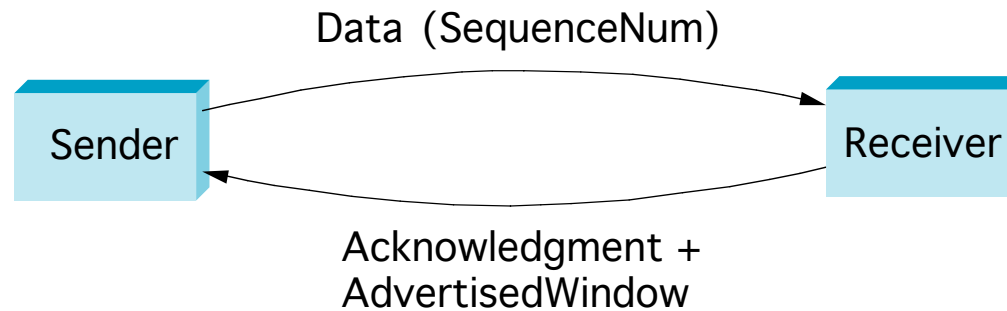 Data (SequenceNum)
Sender
Receiver
Acknowledgment +
AdvertisedWindow